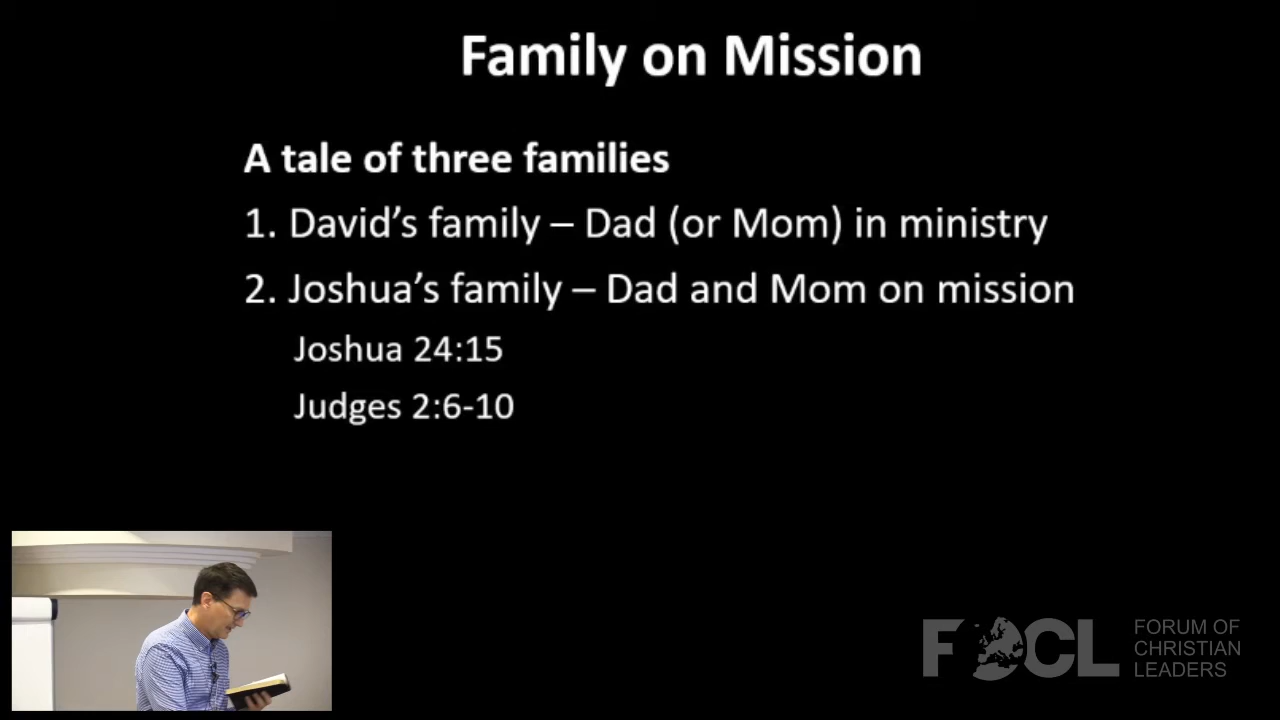 Family on Mission
A tale of three families
1. David’s family – Dad (or Mom) in ministry
2. Joshua’s family – Dad and Mom on mission
Joshua 24:15
Judges 2:6-10
FOCL
FORUM OF
CHRISTIAN
LEADERS